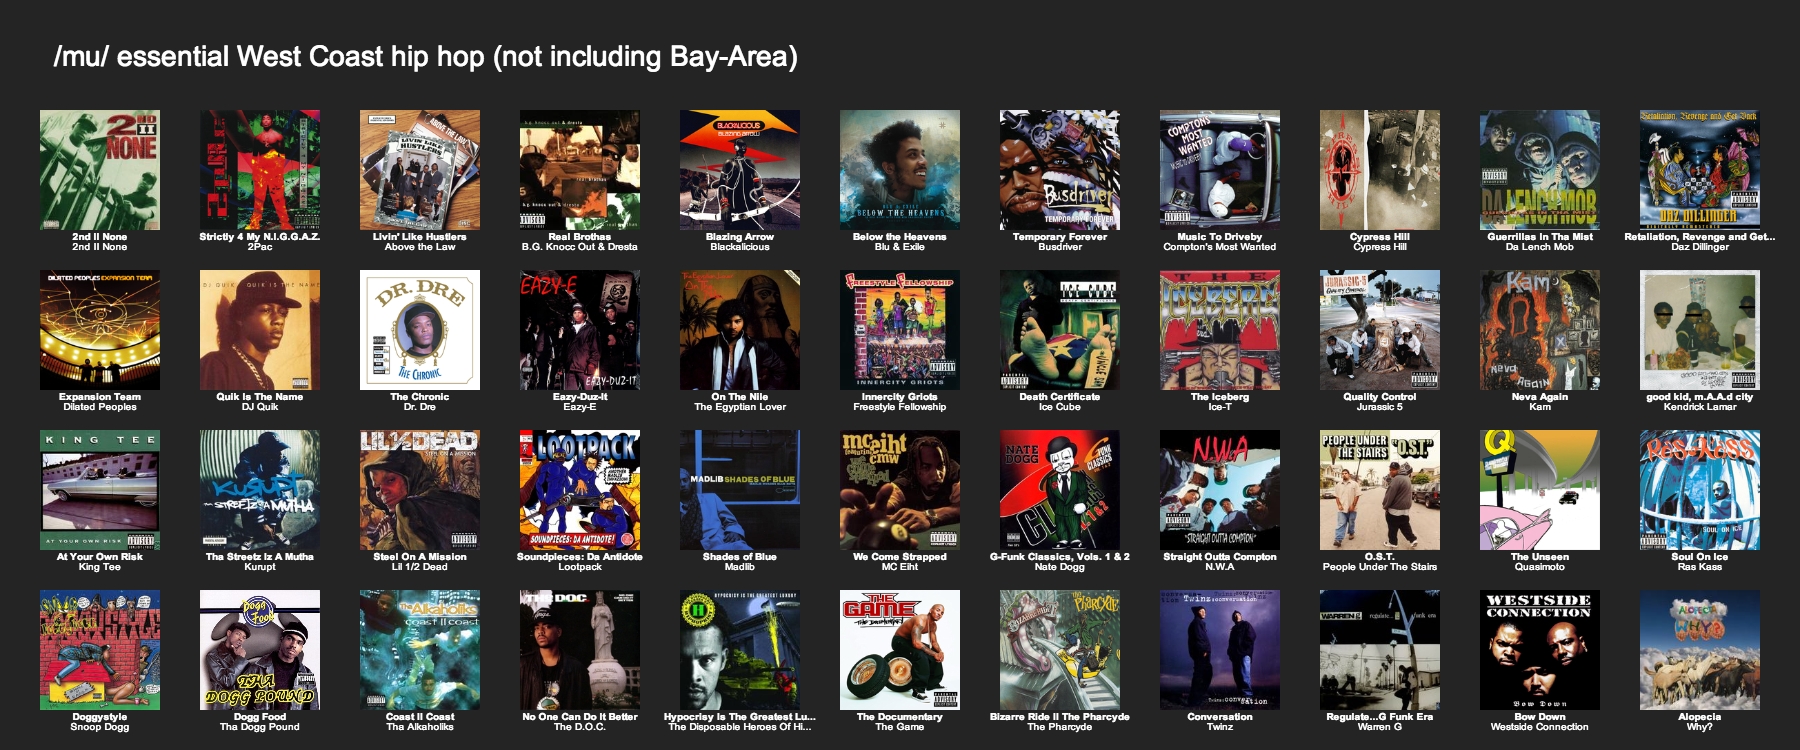 /mu/ essential West Coast hip hop (not including Bay-Area)
2nd II None
2nd II None
Strictly 4 My N.I.G.G.A.Z.
2Pac
Livin' Like Hustlers
Above the Law
Real Brothas
B.G. Knocc Out & Dresta
Blazing Arrow
Blackalicious
Below the Heavens
Blu & Exile
Temporary Forever
Busdriver
Music To Driveby
Compton's Most Wanted
Cypress Hill
Cypress Hill
Guerrillas In Tha Mist
Da Lench Mob
Retaliation, Revenge and Get...
Daz Dillinger
Expansion Team
Dilated Peoples
Quik Is The Name
DJ Quik
The Chronic
Dr. Dre
Eazy-Duz-It
Eazy-E
On The Nile
The Egyptian Lover
Innercity Griots
Freestyle Fellowship
Death Certificate
Ice Cube
The Iceberg
Ice-T
Quality Control
Jurassic 5
Neva Again
Kam
good kid, m.A.A.d city
Kendrick Lamar
At Your Own Risk
King Tee
Tha Streetz Iz A Mutha
Kurupt
Steel On A Mission
Lil 1/2 Dead
Soundpieces: Da Antidote
Lootpack
Shades of Blue
Madlib
We Come Strapped
MC Eiht
G-Funk Classics, Vols. 1 & 2
Nate Dogg
Straight Outta Compton
N.W.A
O.S.T.
People Under The Stairs
The Unseen
Quasimoto
Soul On Ice
Ras Kass
Doggystyle
Snoop Dogg
Dogg Food
Tha Dogg Pound
Coast II Coast
Tha Alkaholiks
No One Can Do It Better
The D.O.C.
Hypocrisy Is The Greatest Lu...
The Disposable Heroes Of Hi...
The Documentary
The Game
Bizarre Ride II The Pharcyde
The Pharcyde
Conversation
Twinz
Regulate...G Funk Era
Warren G
Bow Down
Westside Connection
Alopecia
Why?